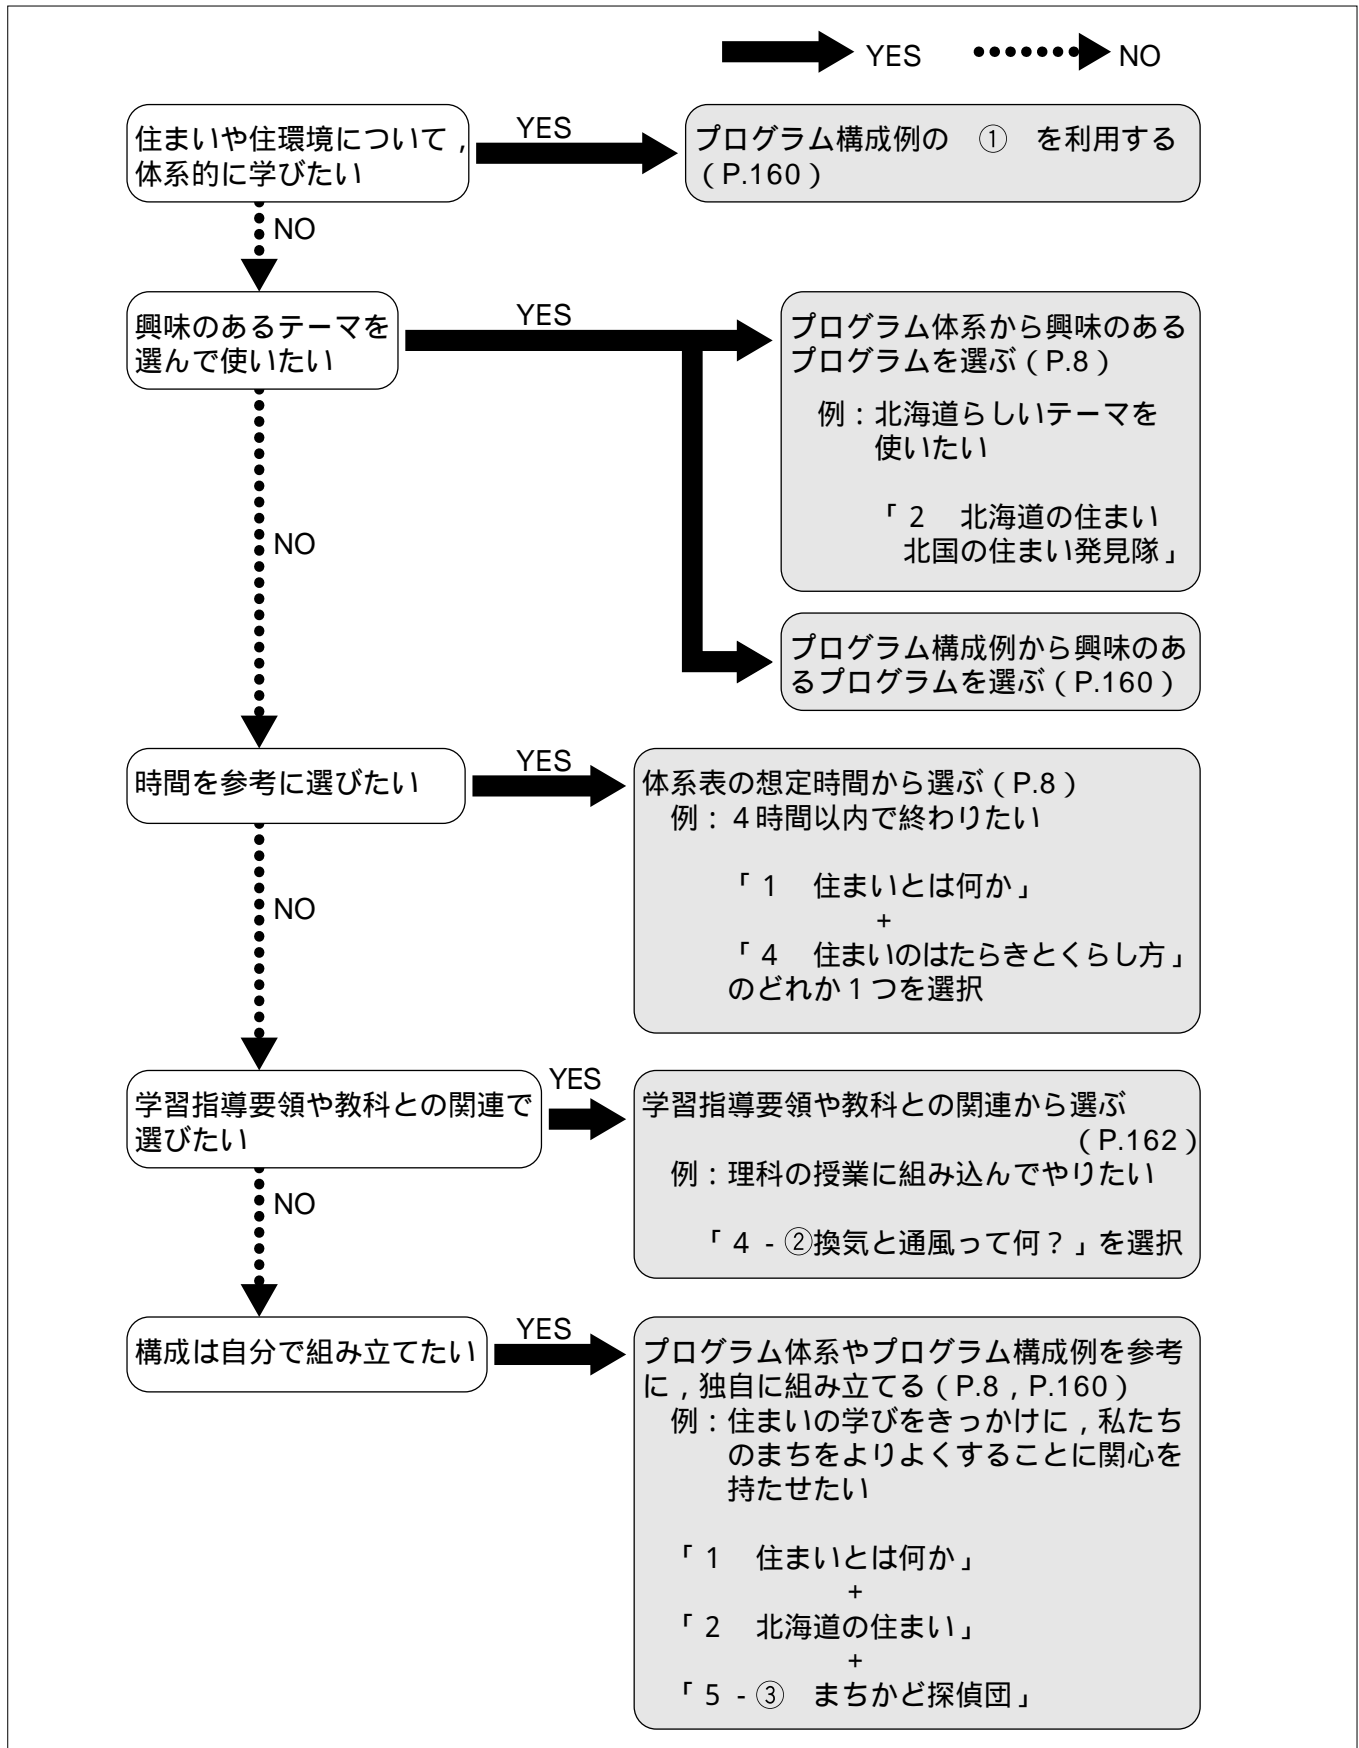 YES NO
住まいや住環境について，
体系的に学びたい
YES
プログラム構成例の　①　を利用する
（P.160）
NO
興味のあるテーマを
選んで使いたい
YES
プログラム体系から興味のある
プログラムを選ぶ（P.8）
例：北海道らしいテーマを
使いたい
「2　北海道の住まい
北国の住まい発見隊」
NO
プログラム構成例から興味のあ
るプログラムを選ぶ（P.160）
時間を参考に選びたい
YES
体系表の想定時間から選ぶ（P.8）
例：4時間以内で終わりたい
「1　住まいとは何か」
+
「4　住まいのはたらきとくらし方」
のどれか1つを選択
NO
学習指導要領や教科との関連で
選びたい
YES
学習指導要領や教科との関連から選ぶ
（P.162）
例：理科の授業に組み込んでやりたい
「4-②換気と通風って何？」を選択
NO
構成は自分で組み立てたい
YES
プログラム体系やプログラム構成例を参考
に，独自に組み立てる（P.8，P.160）
例：住まいの学びをきっかけに，私たち
のまちをよりよくすることに関心を
持たせたい
「1　住まいとは何か」
+
「2　北海道の住まい」
+
「5-③　まちかど探偵団」